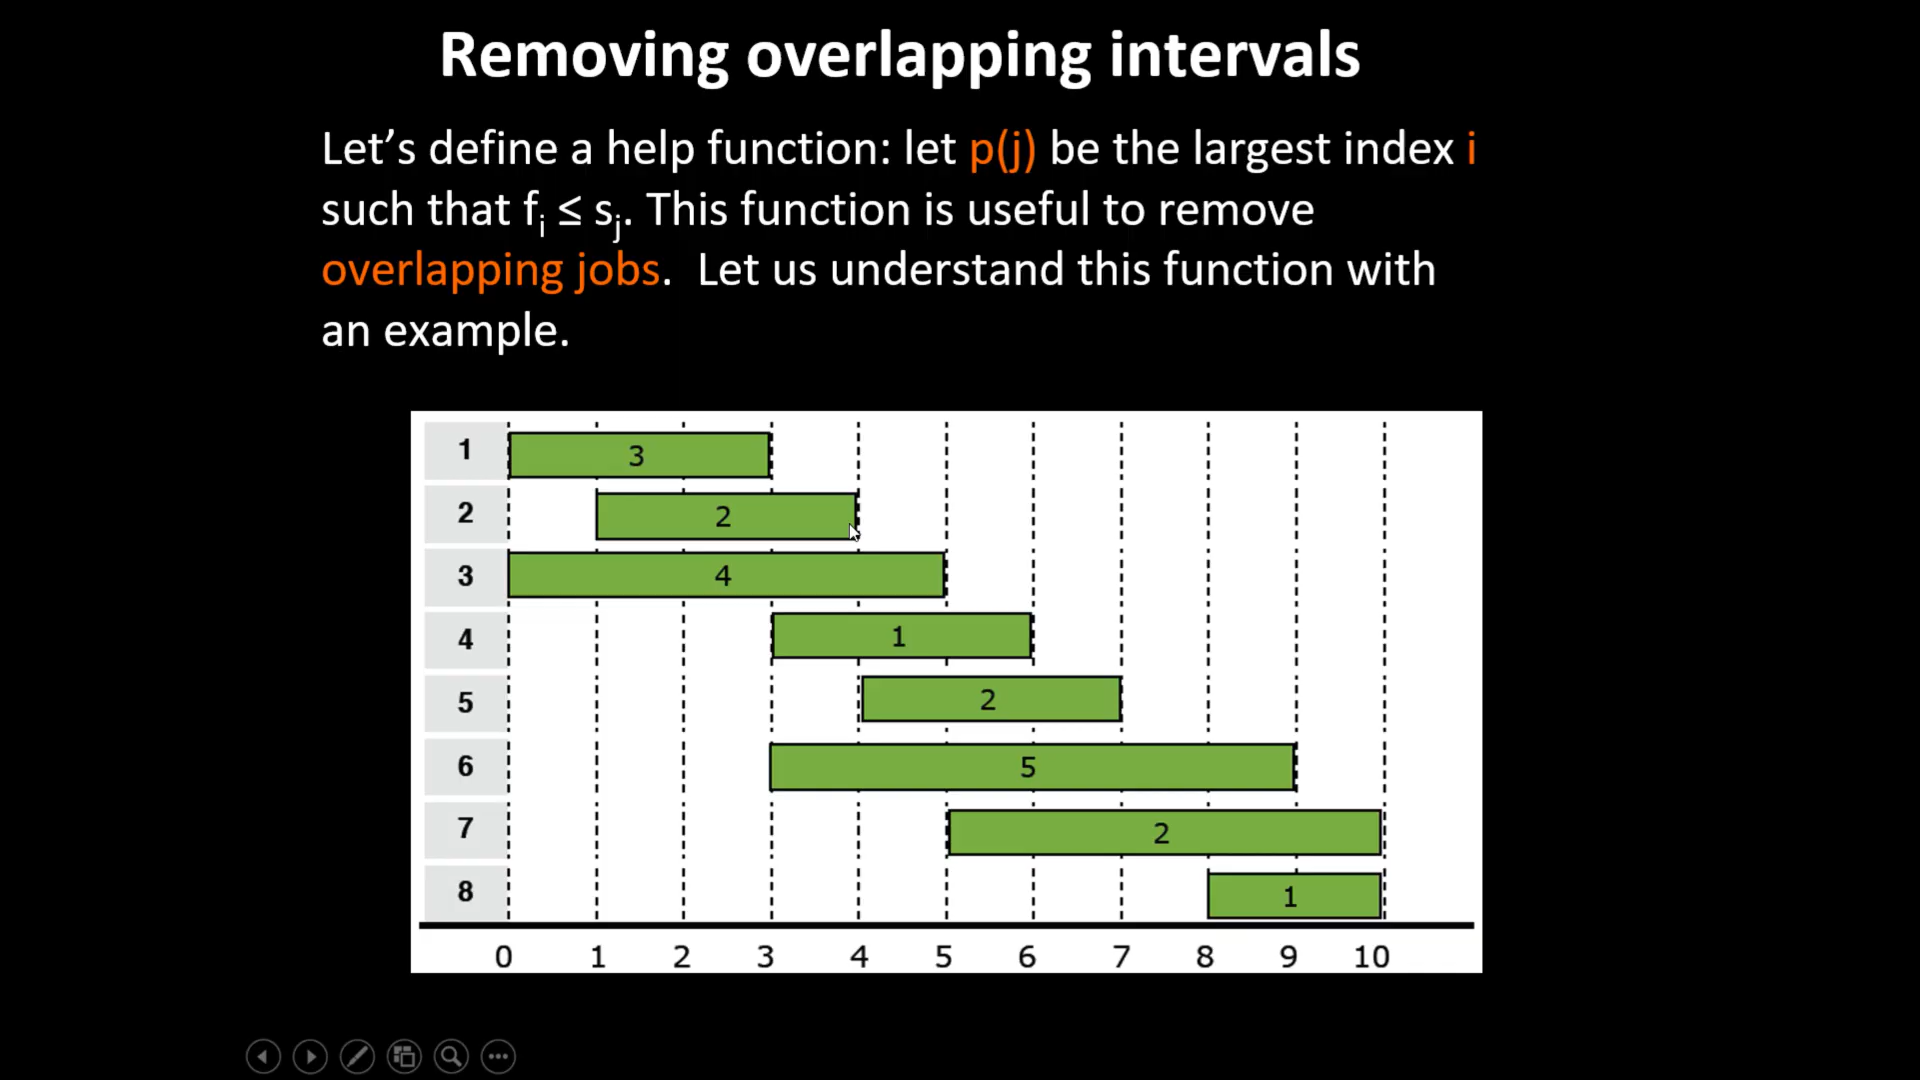 Removing overlapping intervals
Let’s define a help function: let p(j) be the largest index i
such that fi ≤ sj. This function is useful to remove
overlapping jobs. Let us understand this function with
an example.
1 3
2 2
3 4
4 1
5 2
6 5
7 2
8 1
0 1 2 3 4 5 6 7 8 9 10